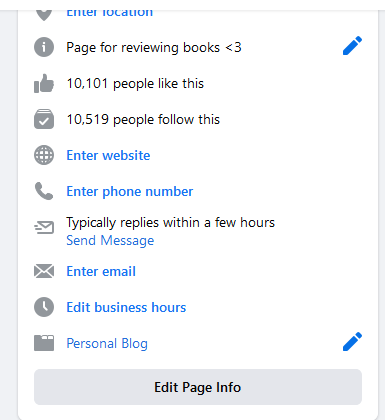 Enter location
Page for reviewing books <3
10,101 people like this
10,519 people follow this
Enter website
Enter phone number
Typically replies within a few hours
Send Message
Enter email
Edit business hours
Personal Blog
Edit Page Info